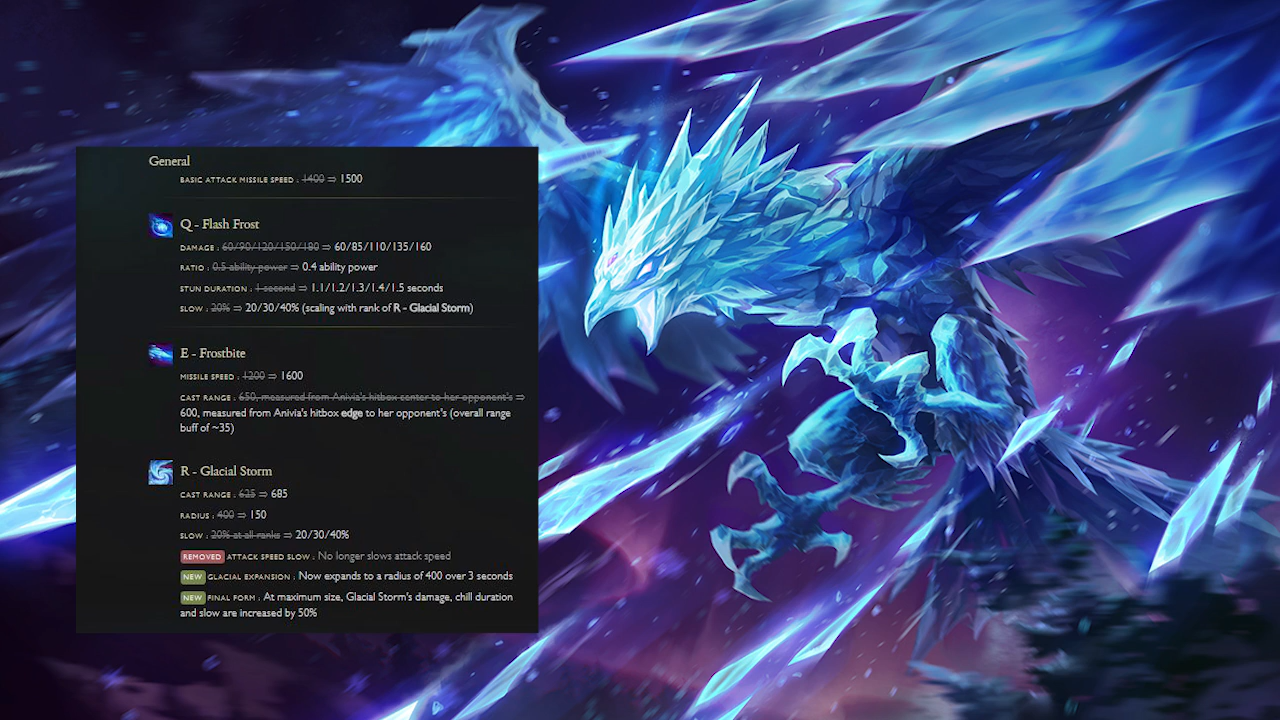 General
BASIC ATTACK MISSILE SPEED : 1400 ⇒ 1500
Q - Flash Frost
DAMAGE : 60/90/120/150/180 ⇒ 60/85/110/135/160
RATIO : 0.5 ability power ⇒ 0.4 ability power
STUN DURATION : 1 second ⇒ 1.1/1.2/1.3/1.4/1.5 seconds
SLOW : 20% ⇒ 20/30/40% (scaling with rank of R - Glacial Storm)
E - Frostbite
MISSILE SPEED : 1200 ⇒ 1600
CAST RANGE : 650, measured from Anivia's hitbox center to her opponent's ⇒
600, measured from Anivia's hitbox edge to her opponent's (overall range
buff of ~35)
R - Glacial Storm
CAST RANGE : 625 ⇒ 685
RADIUS : 400 ⇒ 150
SLOW : 20% at all ranks ⇒ 20/30/40%
REMOVED ATTACK SPEED SLOW : No longer slows attack speed
NEW GLACIAL EXPANSION : Now expands to a radius of 400 over 3 seconds
NEW FINAL FORM : At maximum size, Glacial Storm's damage, chill duration
and slow are increased by 50%